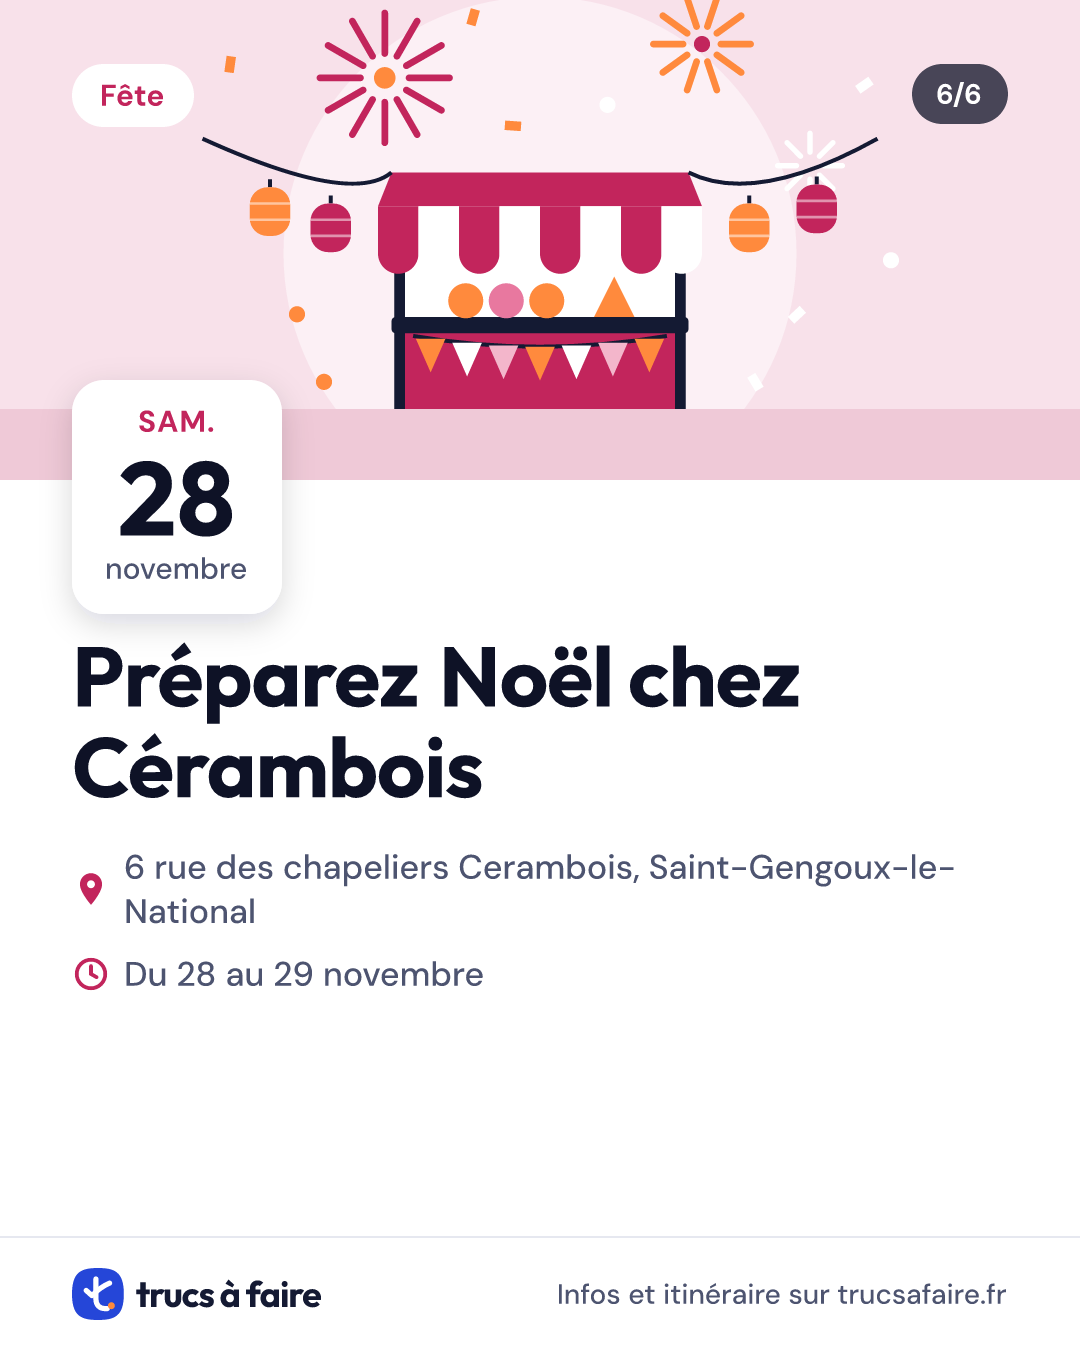 Fête
6/6
SAM.
28
novembre
Préparez Noël chez
Cérambois
6 rue des chapeliers Cerambois, Saint-Gengoux-le-
National
Du 28 au 29 novembre
trucs à faire
Infos et itinéraire sur trucsafaire.fr